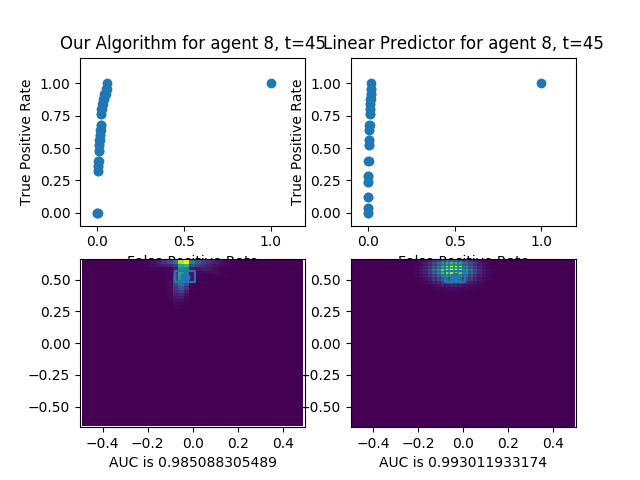 Our Algorithm for agent 8, t=45
Linear Predictor for agent 8, t=45
True Positive Rate
1.00
0.75
0.50
0.25
0.00
0.0 0.5 1.0
False Positive Rate
True Positive Rate
1.00
0.75
0.50
0.25
0.00
0.0 0.5 1.0
False Positive Rate
0.50
0.25
0.00
−0.25
−0.50
−0.4 −0.2 0.0 0.2 0.4
AUC is 0.985088305489
0.50
0.25
0.00
−0.25
−0.50
−0.4 −0.2 0.0 0.2 0.4
AUC is 0.993011933174